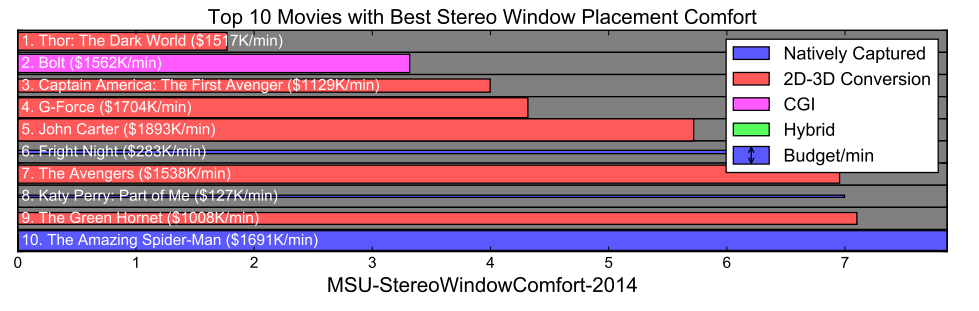 Top 10 Movies with Best Stereo Window Placement Comfort
1. Thor: The Dark World ($1517K/min)
2. Bolt ($1562K/min)
3. Captain America: The First Avenger ($1129K/min)
4. G-Force ($1704K/min)
5. John Carter ($1893K/min)
6. Fright Night ($283K/min)
7. The Avengers ($1538K/min)
8. Katy Perry: Part of Me ($127K/min)
9. The Green Hornet ($1008K/min)
10. The Amazing Spider-Man ($1691K/min)
Natively Captured
2D-3D Conversion
CGI
Hybrid
Budget/min
0 1 2 3 4 5 6 7
MSU-StereoWindowComfort-2014